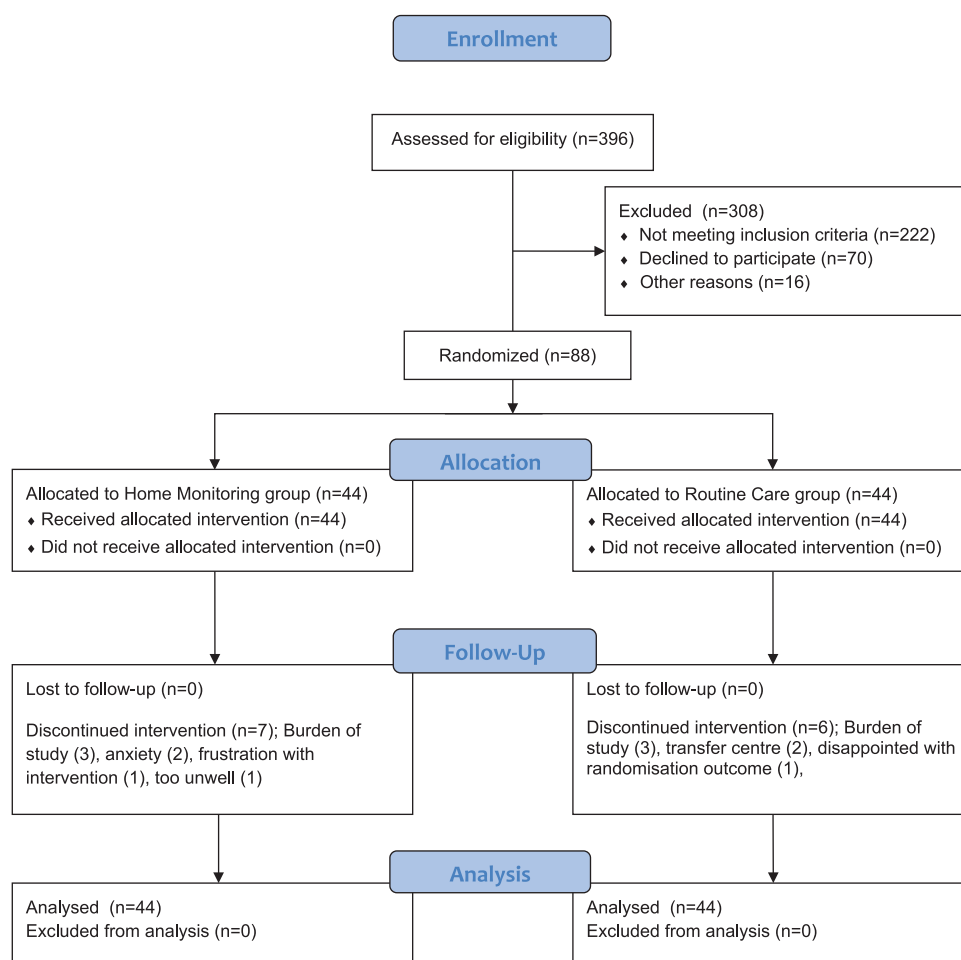 Enrollment
Assessed for eligibility (n=396)
Excluded (n=308)
♦ Not meeting inclusion criteria (n=222)
♦ Declined to participate (n=70)
♦ Other reasons (n=16)
Randomized (n=88)
Allocation
Allocated to Home Monitoring group (n=44)
♦ Received allocated intervention (n=44)
♦ Did not receive allocated intervention (n=0)
Allocated to Routine Care group (n=44)
♦ Received allocated intervention (n=44)
♦ Did not receive allocated intervention (n=0)
Follow-Up
Lost to follow-up (n=0)
Discontinued intervention (n=7); Burden of
study (3), anxiety (2), frustration with
intervention (1), too unwell (1)
Lost to follow-up (n=0)
Discontinued intervention (n=6); Burden of
study (3), transfer centre (2), disappointed with
randomisation outcome (1),
Analysis
Analysed (n=44)
Excluded from analysis (n=0)
Analysed (n=44)
Excluded from analysis (n=0)